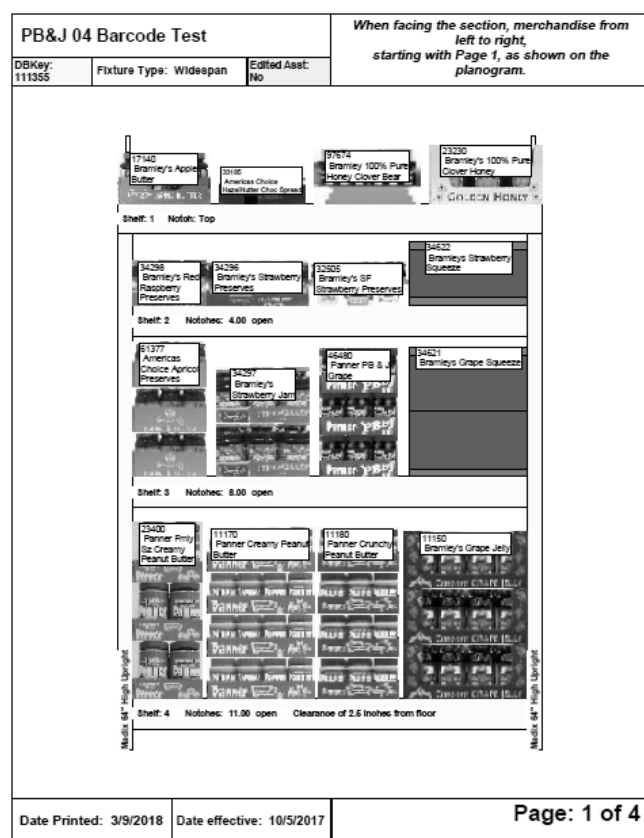 PB&J 04 Barcode Test
When facing the section, merchandise from
left to right,
starting with Page 1, as shown on the
planogram.
DBKey:
111355
Fixture Type: Widespan
Edited Asst:
No
17140
Bramley's Apple
Butter
33185
Americas Choice
HazelNutter Choc Spread
97674
Bramley 100% Pure
Honey Clover Bear
23230
Bramley's 100% Pure
Clover Honey
GOLDEN HONEY
Shelf: 1 Notch: Top
34298
Bramley's Red
Raspberry
Preserves
34296
Bramley's Strawberry
Preserves
32505
Bramley's SF
Strawberry Preserves
34622
Bramleys Strawberry
Squeeze
Shelf: 2 Notches: 4.00 open
61377
Americas
Choice Apricot
Preserves
34297
Bramley's
Strawberry Jam
46480
Panner PB & J
Grape
34621
Bramleys Grape Squeeze
Shelf: 3 Notches: 8.00 open
23400
Panner Fmly
Sz Creamy
Peanut Butter
11170
Panner Creamy Peanut
Butter
11180
Panner Crunchy
Peanut Butter
11150
Bramley's Grape Jelly
Shelf: 4 Notches: 11.00 open Clearance of 2.5 Inches from floor
Madix 64" High Upright
Madix 64" High Upright
Date Printed: 3/9/2018
Date effective: 10/5/2017
Page: 1 of 4